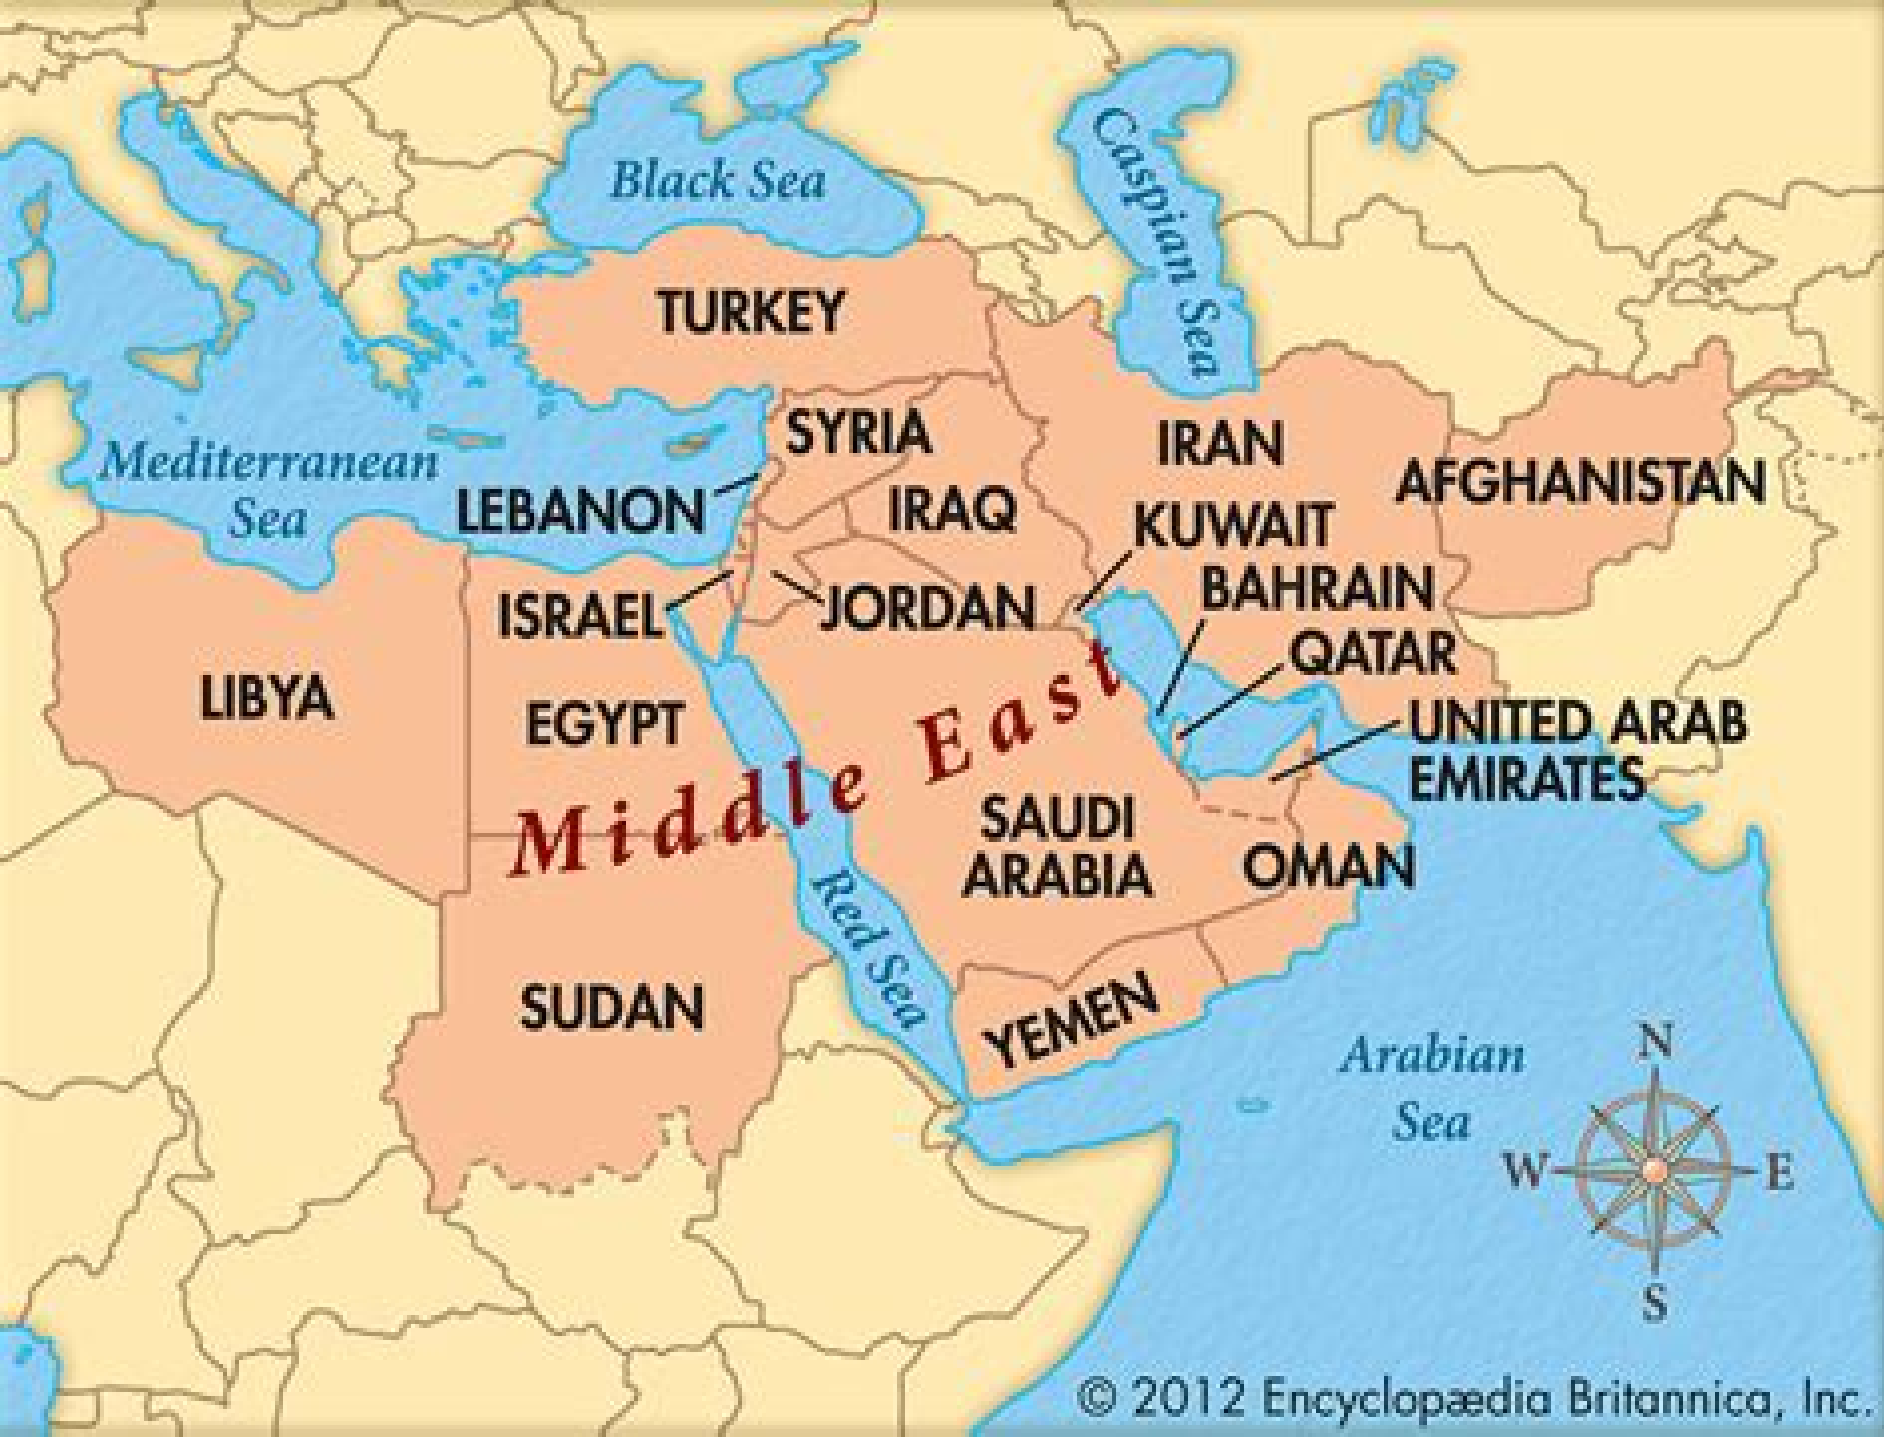 Black Sea
Caspian Sea
TURKEY
SYRIA
IRAN
Mediterranean
Sea
AFGHANISTAN
LEBANON
IRAQ
KUWAIT
BAHRAIN
ISRAEL
JORDAN
QATAR
LIBYA
EGYPT
UNITED ARAB
EMIRATES
Middle East
SAUDI
ARABIA
OMAN
Red Sea
SUDAN
YEMEN
Arabian
Sea
N
W
E
S
© 2012 Encyclopædia Britannica, Inc.